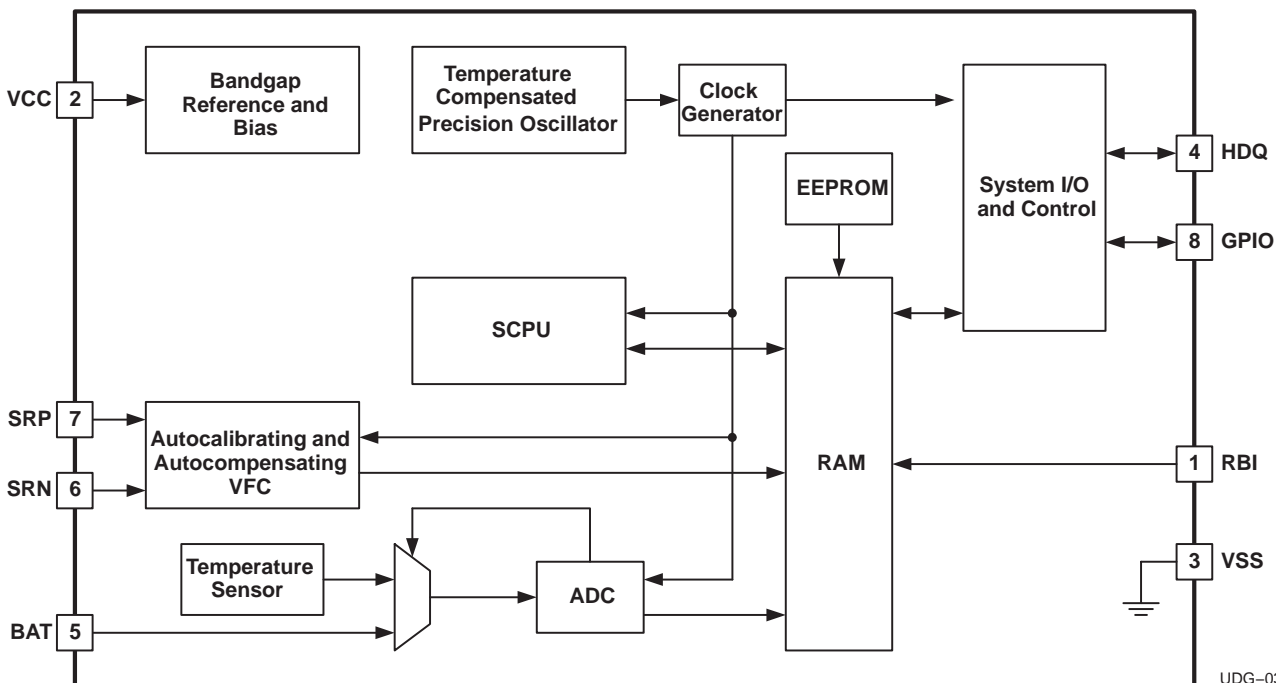 VCC
2
Bandgap
Reference and
Bias
Temperature
Compensated
Precision Oscillator
Clock
Generator
System I/O
and Control
4
HDQ
8
GPIO
EEPROM
SCPU
RAM
SRP
7
SRN
6
Autocalibrating and
Autocompensating
VFC
1
RBI
Temperature
Sensor
ADC
3
VSS
BAT
5